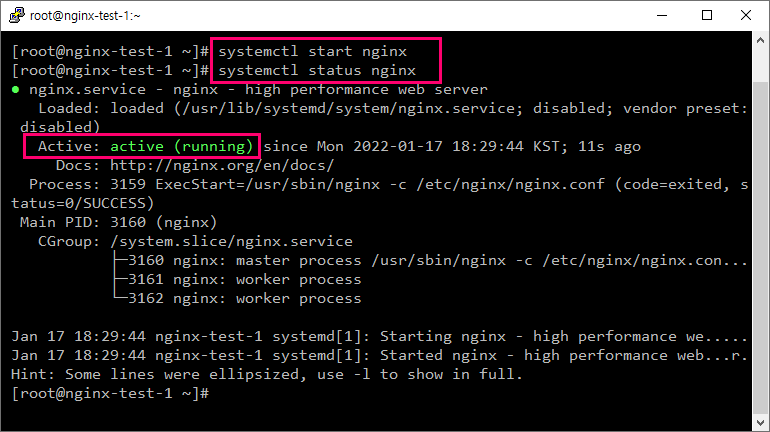 root@nginx-test-1:~
[root@nginx-test-1 ~]# systemctl start nginx
[root@nginx-test-1 ~]# systemctl status nginx
● nginx.service - nginx - high performance web server
   Loaded: loaded (/usr/lib/systemd/system/nginx.service; disabled; vendor preset:
 disabled)
   Active: active (running) since Mon 2022-01-17 18:29:44 KST; 11s ago
     Docs: http://nginx.org/en/docs/
  Process: 3159 ExecStart=/usr/sbin/nginx -c /etc/nginx/nginx.conf (code=exited, s
tatus=0/SUCCESS)
 Main PID: 3160 (nginx)
   CGroup: /system.slice/nginx.service
           ├─3160 nginx: master process /usr/sbin/nginx -c /etc/nginx/nginx.con...
           ├─3161 nginx: worker process
           └─3162 nginx: worker process
Jan 17 18:29:44 nginx-test-1 systemd[1]: Starting nginx - high performance we.....
Jan 17 18:29:44 nginx-test-1 systemd[1]: Started nginx - high performance web...r.
Hint: Some lines were ellipsized, use -l to show in full.
[root@nginx-test-1 ~]#